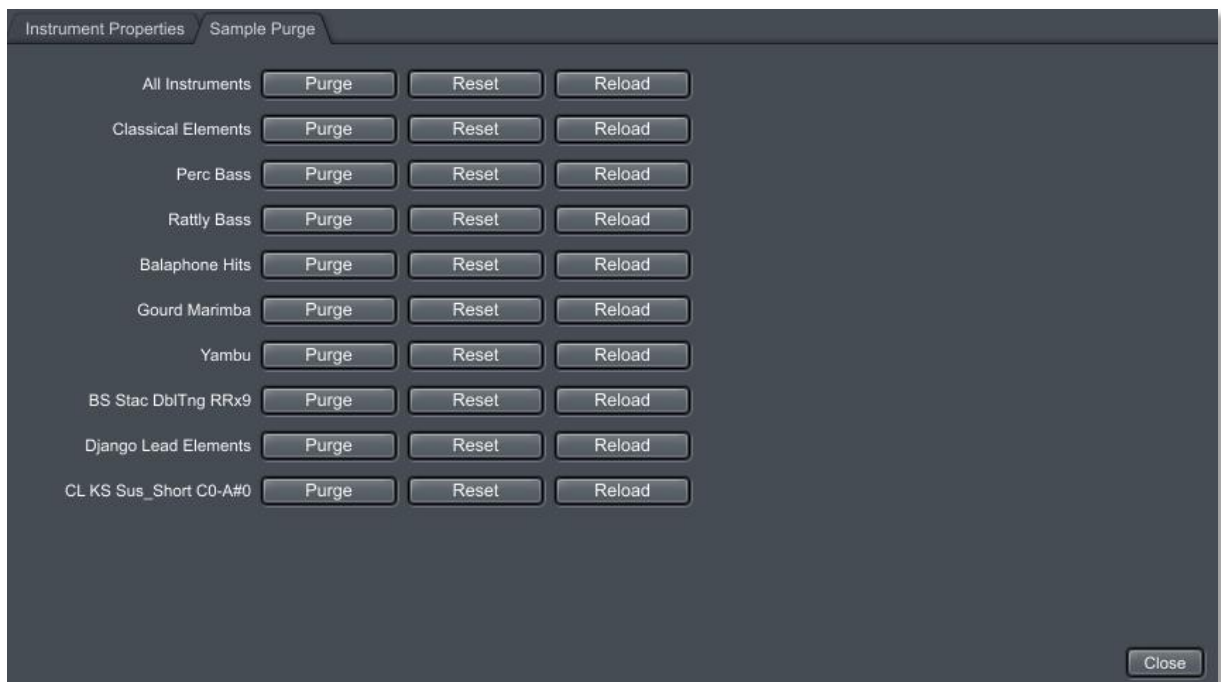 Instrument Properties Sample Purge
All Instruments Purge Reset Reload
Classical Elements Purge Reset Reload
Perc Bass Purge Reset Reload
Rattly Bass Purge Reset Reload
Balaphone Hits Purge Reset Reload
Gourd Marimba Purge Reset Reload
Yambu Purge Reset Reload
BS Stac DblTng RRx9 Purge Reset Reload
Django Lead Elements Purge Reset Reload
CL KS Sus_Short C0-A#0 Purge Reset Reload
Close